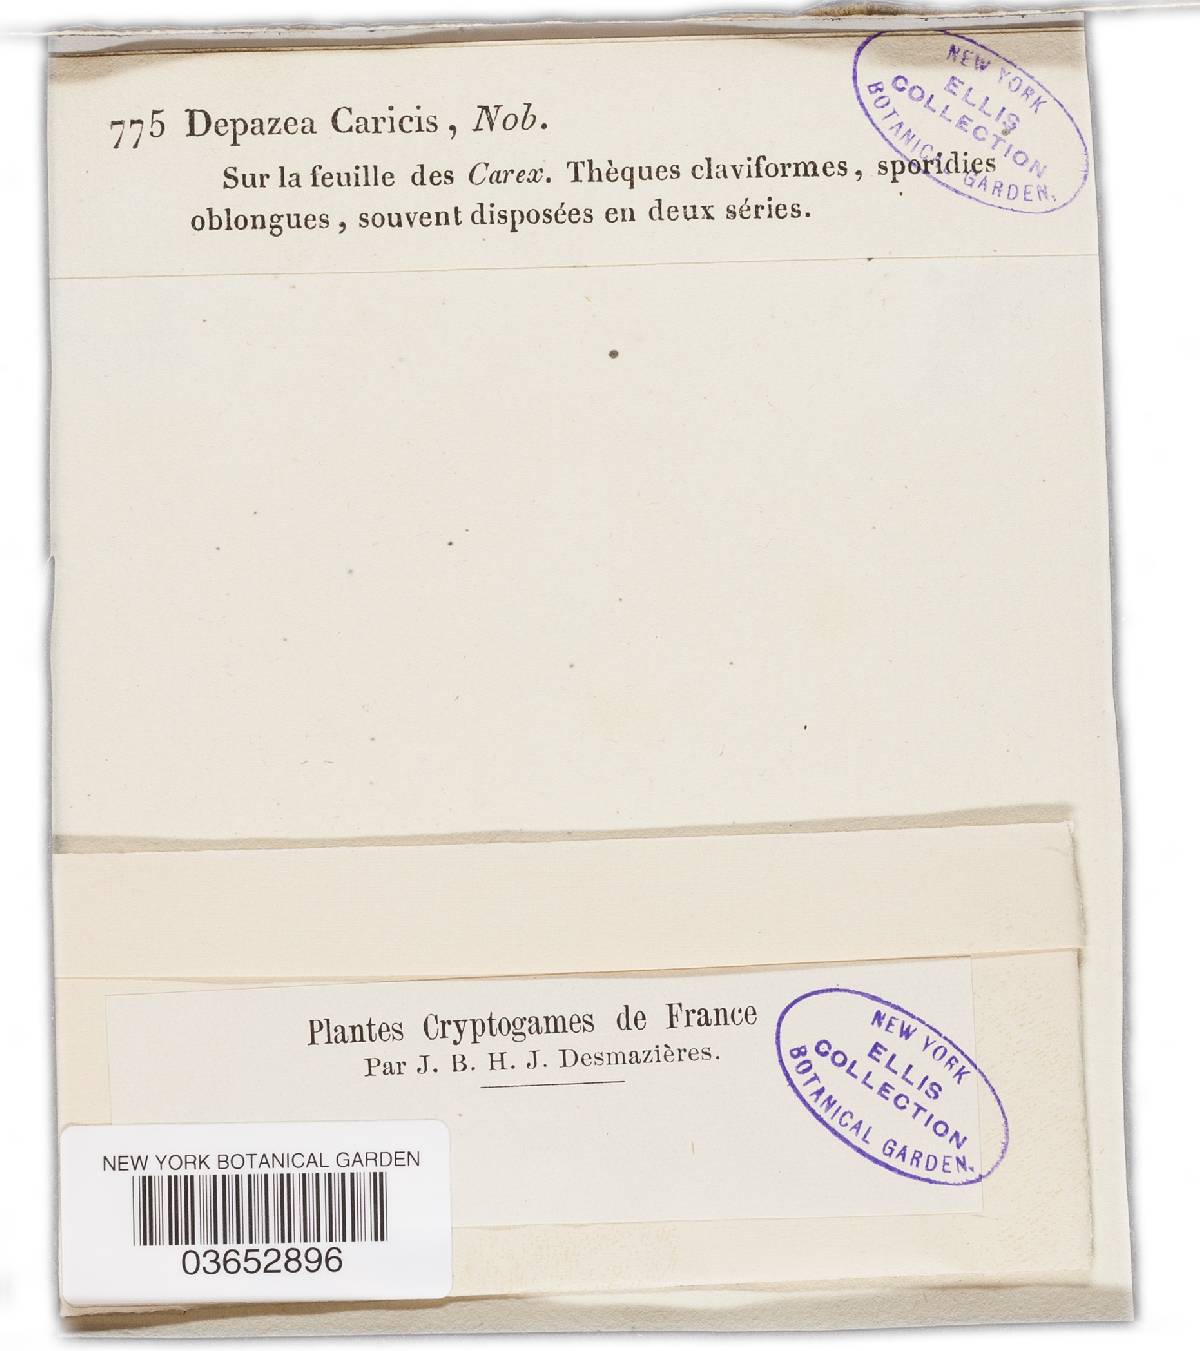 NEW YORK
ELLIS
COLLECTION
BOTANICAL GARDEN.
775 Depazea Caricis, Nob.
Sur la feuille des Carex. Thèques claviformes, sporidies
oblongues, souvent disposées en deux séries.
Plantes Cryptogames de France
Par J. B. H. J. Desmazières.
NEW YORK
ELLIS
COLLECTION
BOTANICAL GARDEN.
NEW YORK BOTANICAL GARDEN
03652896